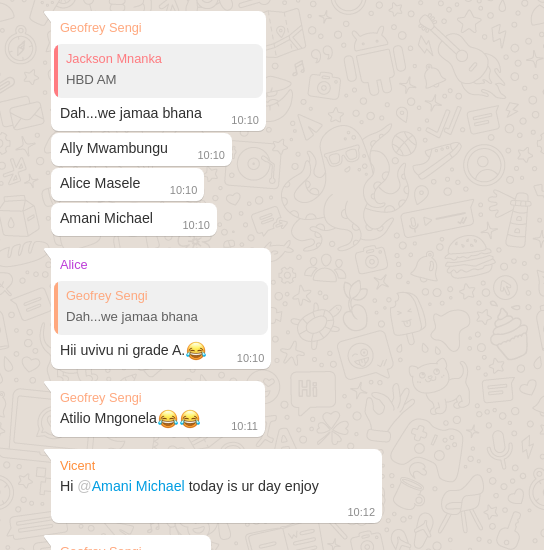 Geofrey Sengi
Jackson Mnanka
HBD AM
Dah...we jamaa bhana
10:10
Ally Mwambungu
10:10
Alice Masele
10:10
Amani Michael
10:10
Alice
Geofrey Sengi
Dah...we jamaa bhana
Hii uvivu ni grade A.😂
10:10
Geofrey Sengi
Atilio Mngonela😂😂
10:11
Vicent
Hi @Amani Michael today is ur day enjoy
10:12
Geofrey Sengi